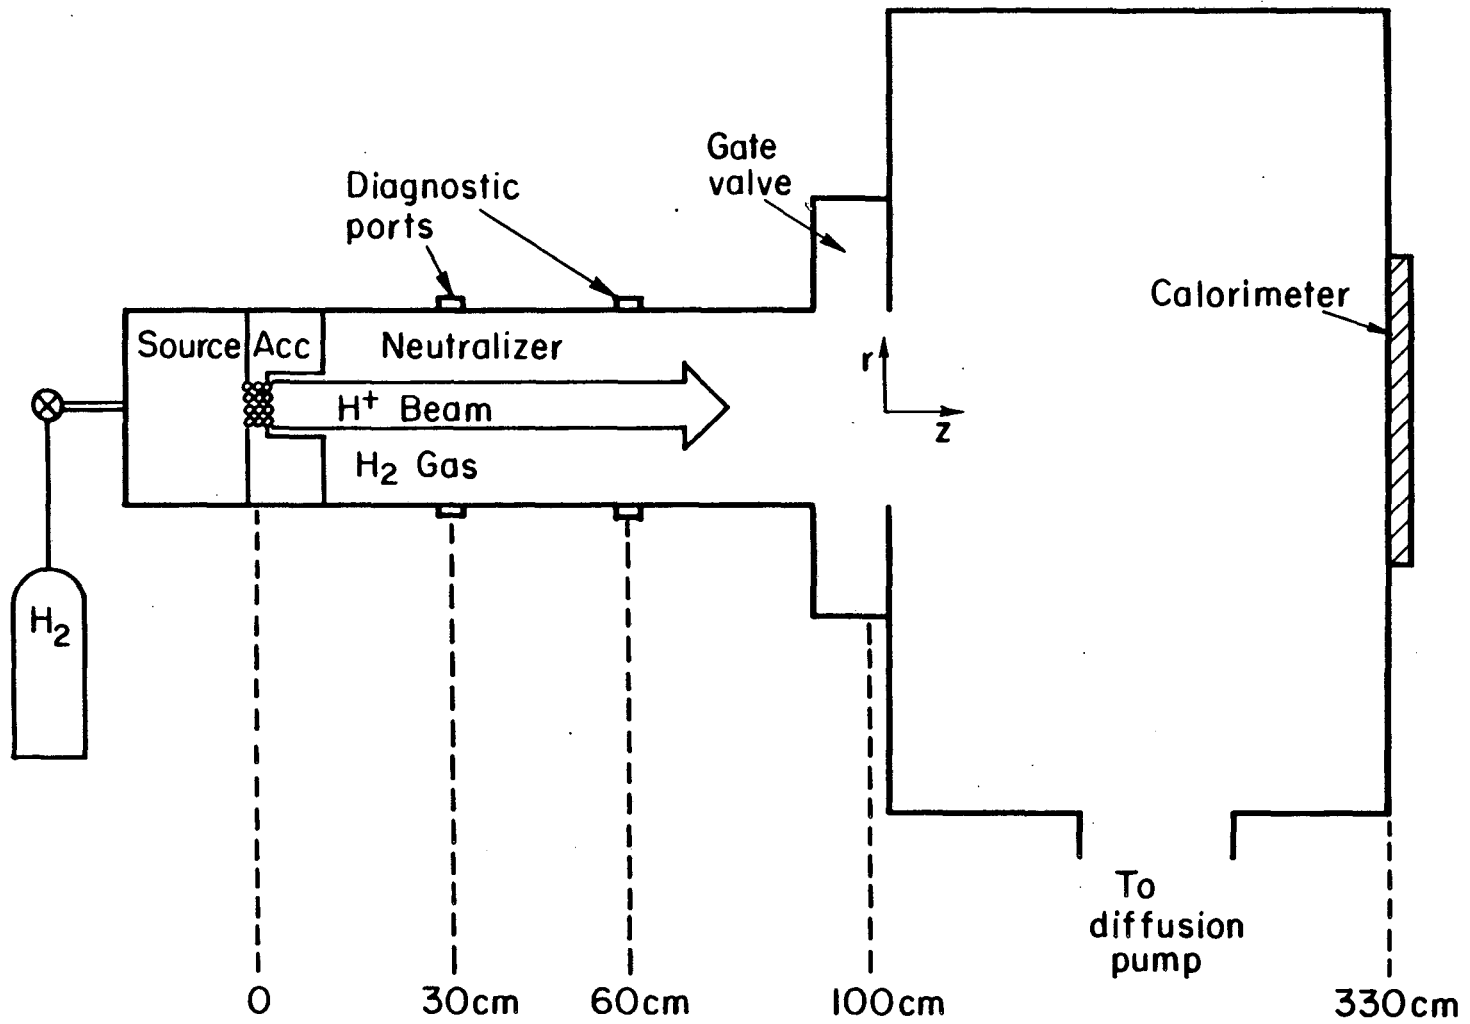 Gate
valve
Diagnostic
ports
Calorimeter
Source
Acc
Neutralizer
r
H+ Beam
z
H2 Gas
H2
To
diffusion
pump
0
30cm
60cm
100cm
330cm